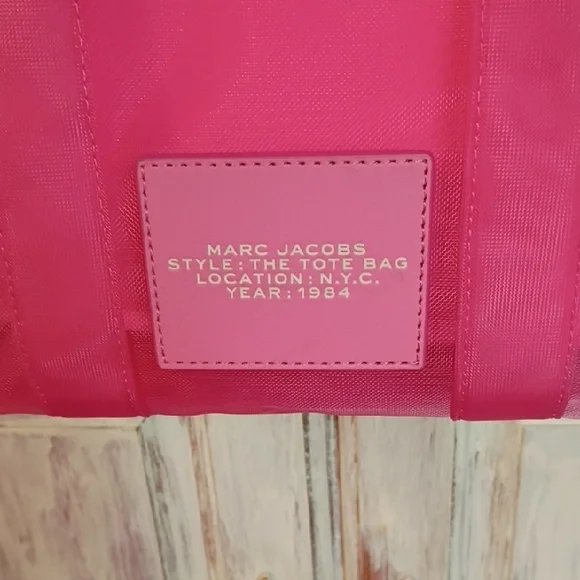 MARC JACOBS
STYLE: THE TOTE BAG
LOCATION: N.Y.C.
YEAR: 1984